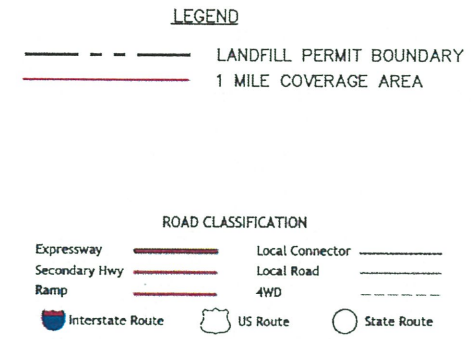 LEGEND
LANDFILL PERMIT BOUNDARY
1 MILE COVERAGE AREA
ROAD CLASSIFICATION
Expressway Local Connector
Secondary Hwy Local Road
Ramp 4WD
Interstate Route US Route State Route